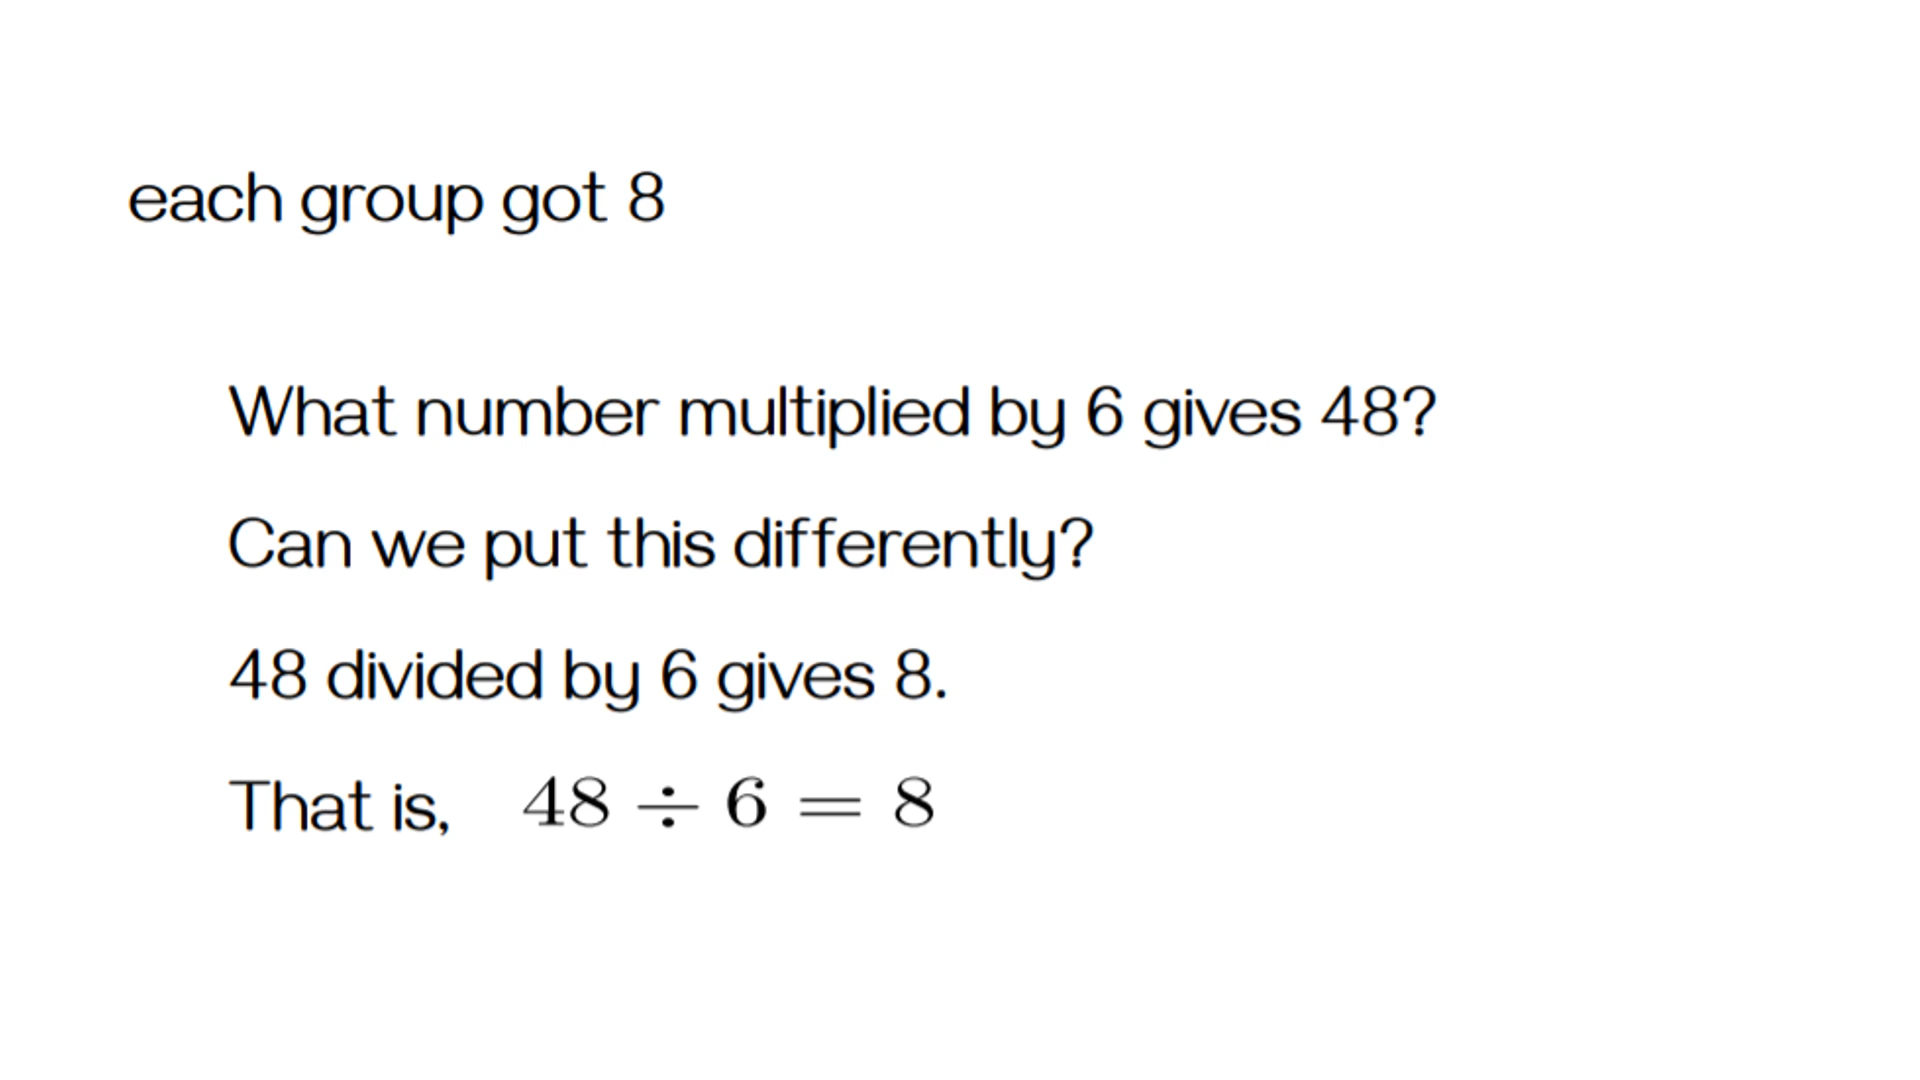 each group got 8
What number multiplied by 6 gives 48?
Can we put this differently?
48 divided by 6 gives 8.
That is, 48 ÷ 6 = 8